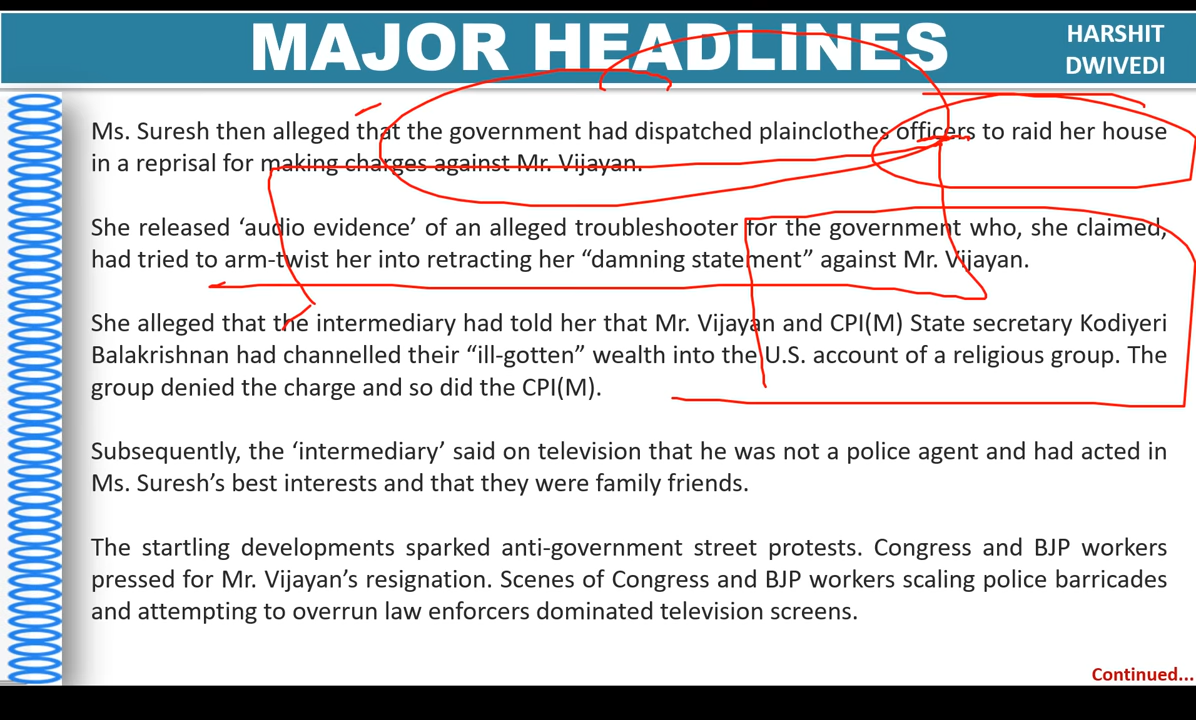 MAJOR HEADLINES
HARSHIT
DWIVEDI
Ms. Suresh then alleged that the government had dispatched plainclothes officers to raid her house
in a reprisal for making charges against Mr. Vijayan.
She released ‘audio evidence’ of an alleged troubleshooter for the government who, she claimed,
had tried to arm-twist her into retracting her “damning statement” against Mr. Vijayan.
She alleged that the intermediary had told her that Mr. Vijayan and CPI(M) State secretary Kodiyeri
Balakrishnan had channelled their “ill-gotten” wealth into the U.S. account of a religious group. The
group denied the charge and so did the CPI(M).
Subsequently, the ‘intermediary’ said on television that he was not a police agent and had acted in
Ms. Suresh’s best interests and that they were family friends.
The startling developments sparked anti-government street protests. Congress and BJP workers
pressed for Mr. Vijayan’s resignation. Scenes of Congress and BJP workers scaling police barricades
and attempting to overrun law enforcers dominated television screens.
Continued...